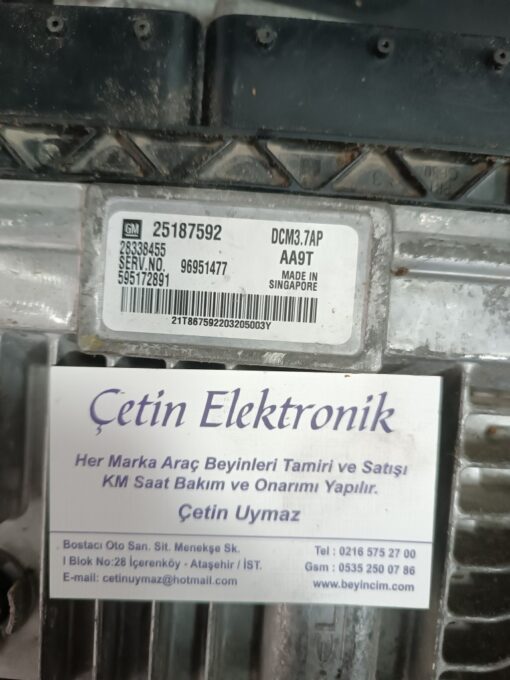 GM 25187592 DCM3.7AP
28338455 AA9T
SERV.NO. 96951477 MADE IN
595172891 SINGAPORE
21T867592203205003Y
Çetin Elektronik
Her Marka Araç Beyinleri Tamiri ve Satışı
KM Saat Bakım ve Onarımı Yapılır.
Çetin Uymaz
Bostacı Oto San. Sit. Menekşe Sk. Tel : 0216 575 27 00
I Blok No:28 İçerenköy - Ataşehir / İST. Gsm : 0535 250 07 86
E-mail: cetinuymaz@hotmail.com www.beyincim.com